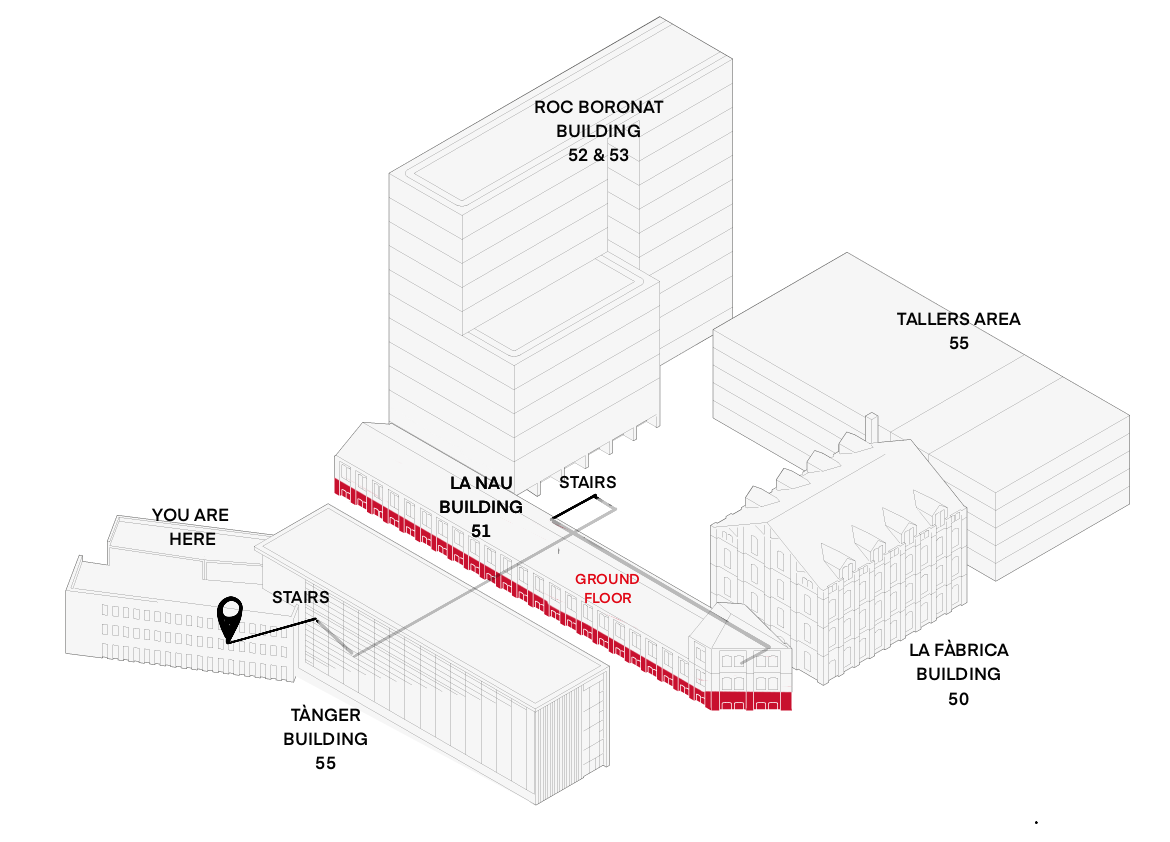 ROC BORONAT
BUILDING
52 & 53
TALLERS AREA
55
LA NAU
BUILDING
51
STAIRS
YOU ARE
HERE
GROUND
FLOOR
STAIRS
LA FÀBRICA
BUILDING
50
TÀNGER
BUILDING
55